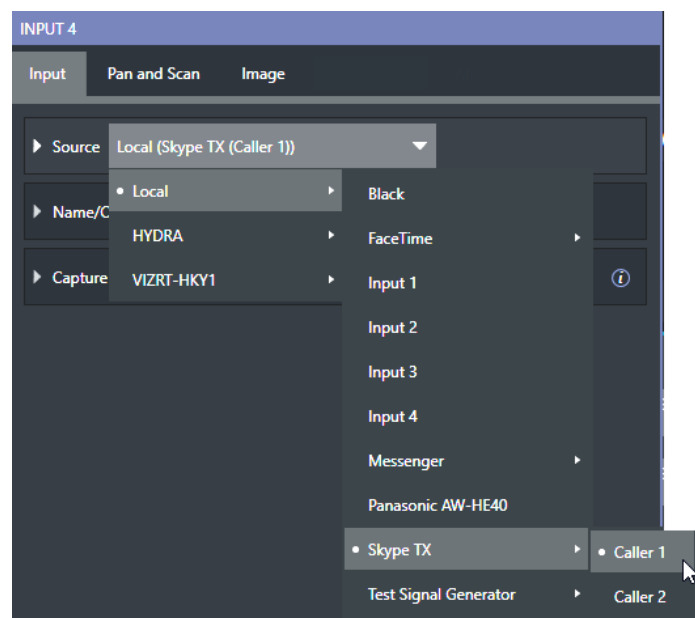 INPUT 4
Input Pan and Scan Image
Source Local (Skype TX (Caller 1))
Name/C
Capture
Local
HYDRA
VIZRT-HKY1
Black
FaceTime
Input 1
Input 2
Input 3
Input 4
Messenger
Panasonic AW-HE40
Skype TX
Test Signal Generator
Caller 1
Caller 2